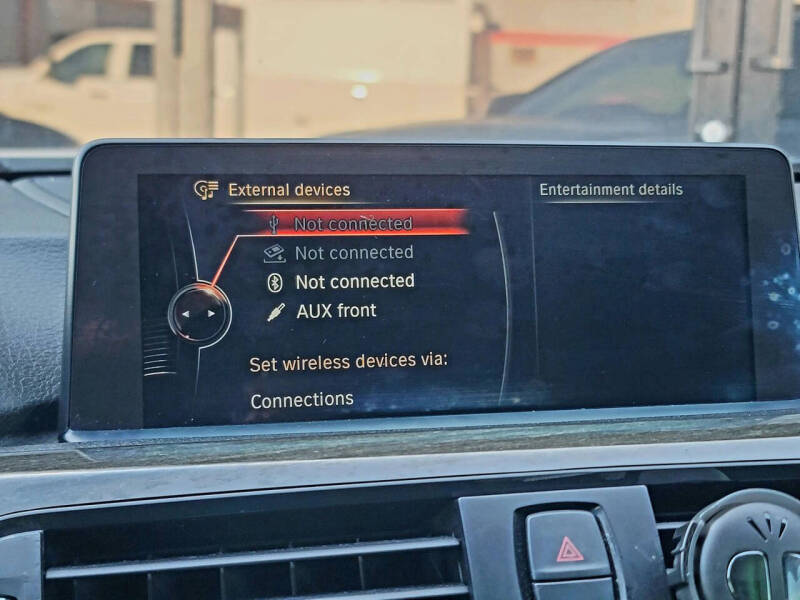 External devices
Entertainment details
Not connected
Not connected
Not connected
AUX front
Set wireless devices via:
Connections